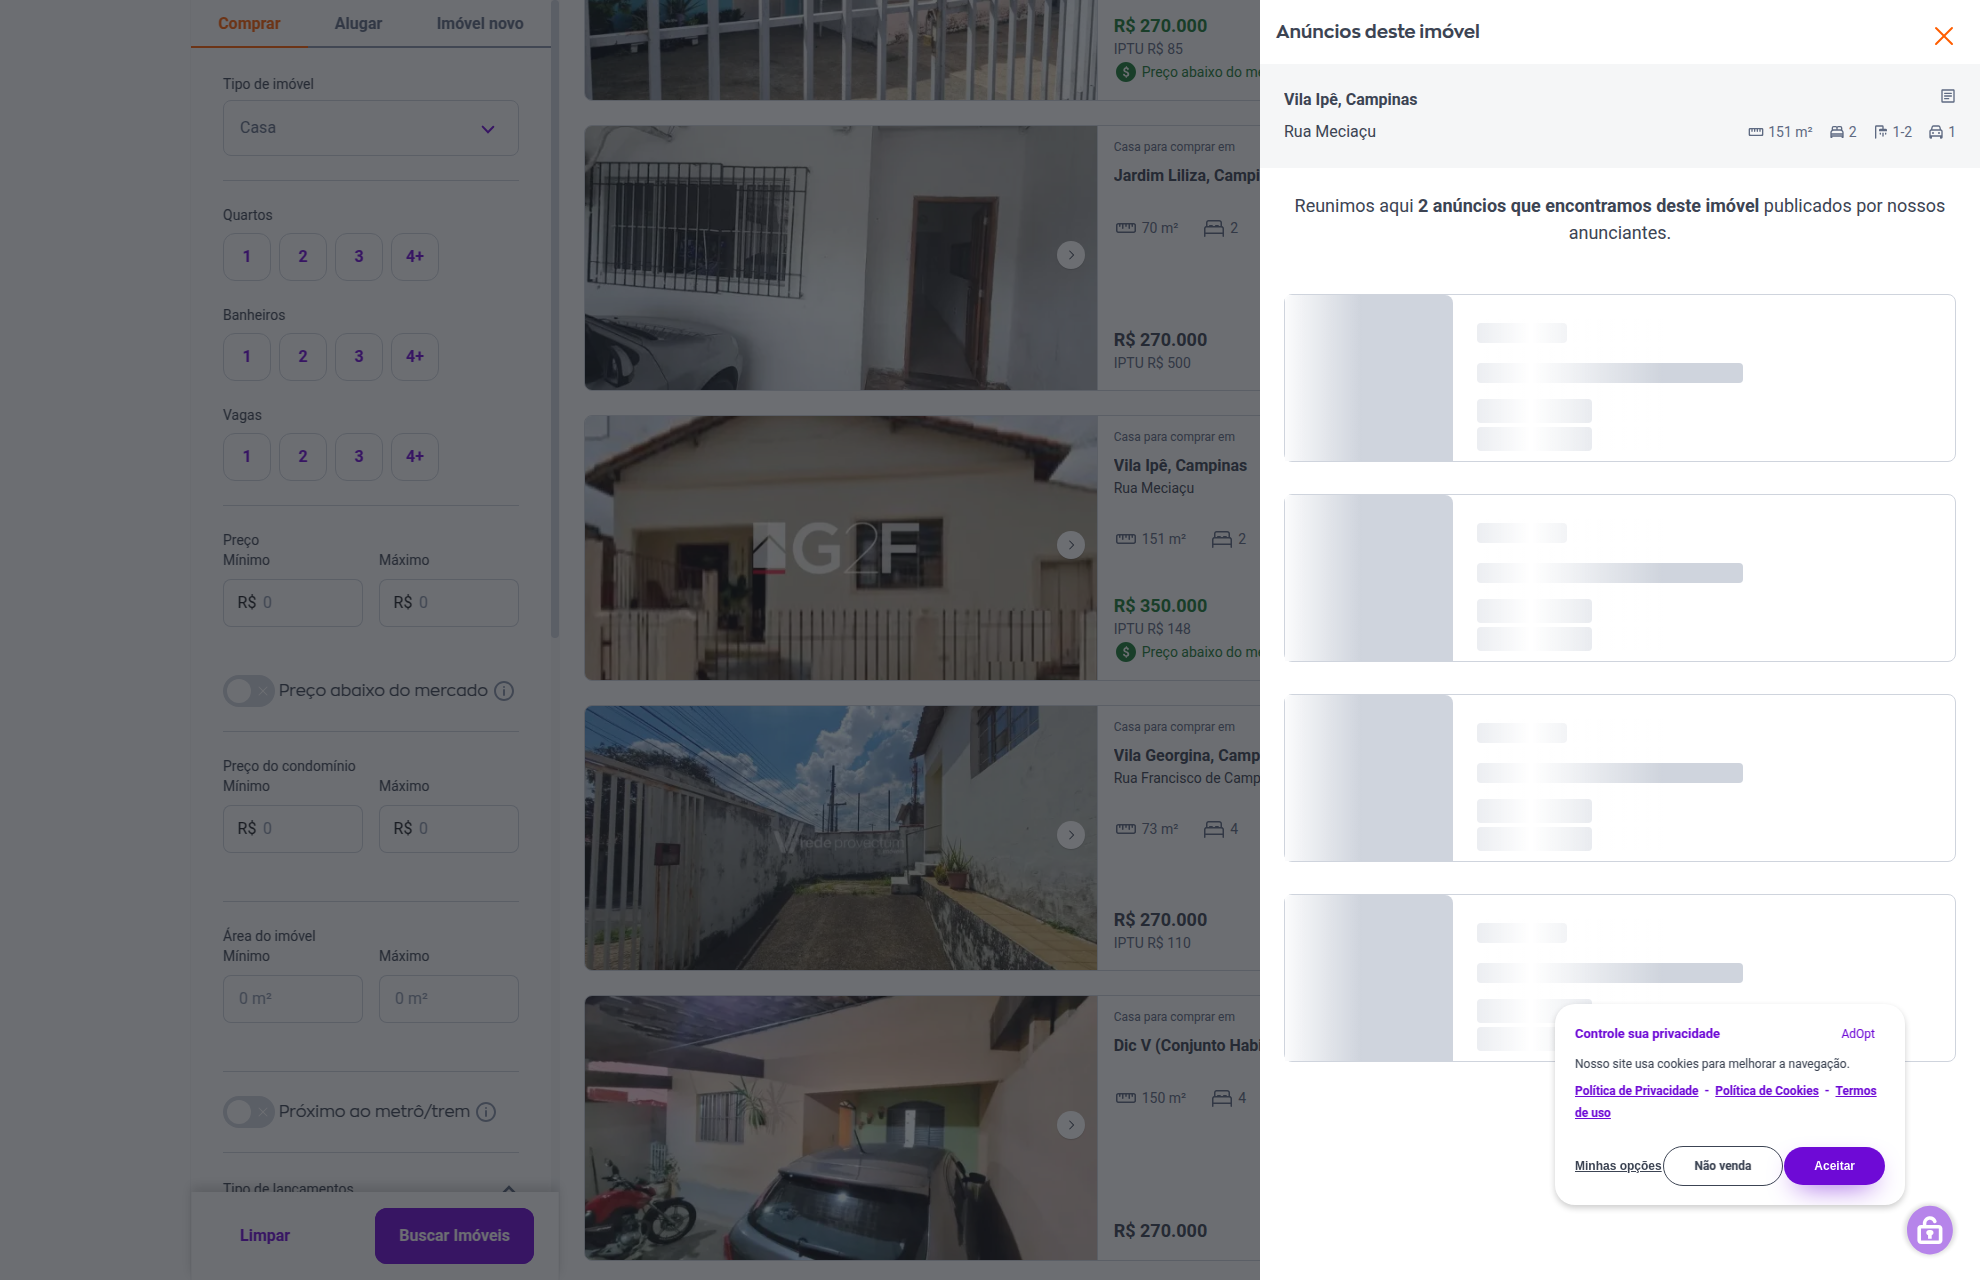 Comprar Alugar Imóvel novo
Tipo de imóvel
Casa
Quartos
1 2 3 4+
Banheiros
1 2 3 4+
Vagas
1 2 3 4+
Preço
Mínimo Máximo
R$ 0 R$ 0
Preço abaixo do mercado
Preço do condomínio
Mínimo Máximo
R$ 0 R$ 0
Área do imóvel
Mínimo Máximo
0 m² 0 m²
Próximo ao metrô/trem
Tipo de lançamentos
Limpar Buscar Imóveis
R$ 270.000
IPTU R$ 85
Preço abaixo do me
Casa para comprar em
Jardim Liliza, Campi
70 m² 2
R$ 270.000
IPTU R$ 500
G2F
Casa para comprar em
Vila Ipê, Campinas
Rua Meciaçu
151 m² 2
R$ 350.000
IPTU R$ 148
Preço abaixo do me
rede provectum
Casa para comprar em
Vila Georgina, Camp
Rua Francisco de Camp
73 m² 4
R$ 270.000
IPTU R$ 110
Casa para comprar em
Dic V (Conjunto Habi
150 m² 4
R$ 270.000
Anúncios deste imóvel
Vila Ipê, Campinas
Rua Meciaçu
151 m² 2 1-2 1
Reunimos aqui 2 anúncios que encontramos deste imóvel publicados por nossos
anunciantes.
Controle sua privacidade AdOpt
Nosso site usa cookies para melhorar a navegação.
Política de Privacidade - Política de Cookies - Termos
de uso
Minhas opções Não venda Aceitar